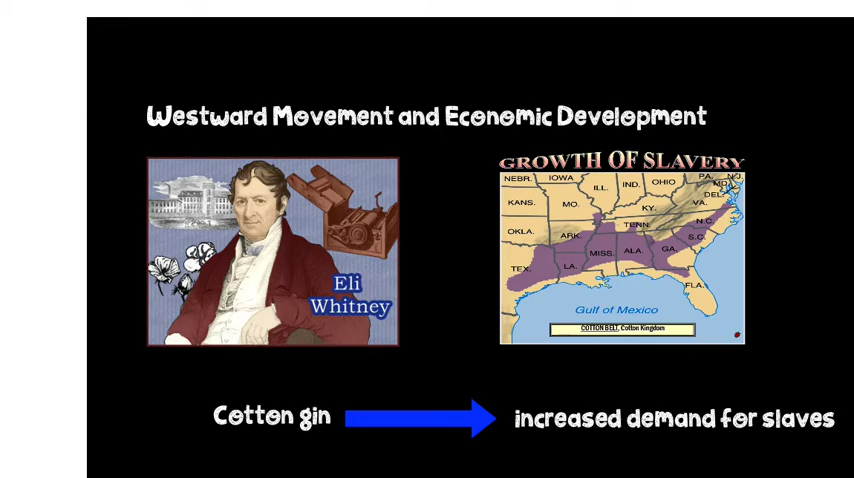 Westward Movement and Economic Development
GROWTH OF SLAVERY
NEBR.
IOWA
ILL.
IND.
OHIO
PA.
N.J.
MD.
DEL.
KANS.
MO.
KY.
VA.
OKLA.
ARK.
TENN.
N.C.
S.C.
TEX.
LA.
MISS.
ALA.
GA.
FLA.
Eli
Whitney
Gulf of Mexico
COTTON BELT, Cotton Kingdom
Cotton gin
increased demand for slaves